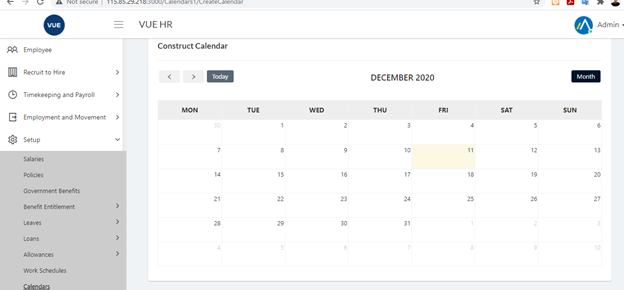 Not secure | 115.85.29.218:3000/Calendars1/CreateCalendar
VUE
VUE HR
Admin
Employee
Recruit to Hire
Timekeeping and Payroll
Employment and Movement
Setup
Salaries
Policies
Government Benefits
Benefit Entitlement
Leaves
Loans
Allowances
Work Schedules
Calendars
Construct Calendar
Today
DECEMBER 2020
Month
MON TUE WED THU FRI SAT SUN
30 1 2 3 4 5 6
7 8 9 10 11 12 13
14 15 16 17 18 19 20
21 22 23 24 25 26 27
28 29 30 31 1 2 3
4 5 6 7 8 9 10